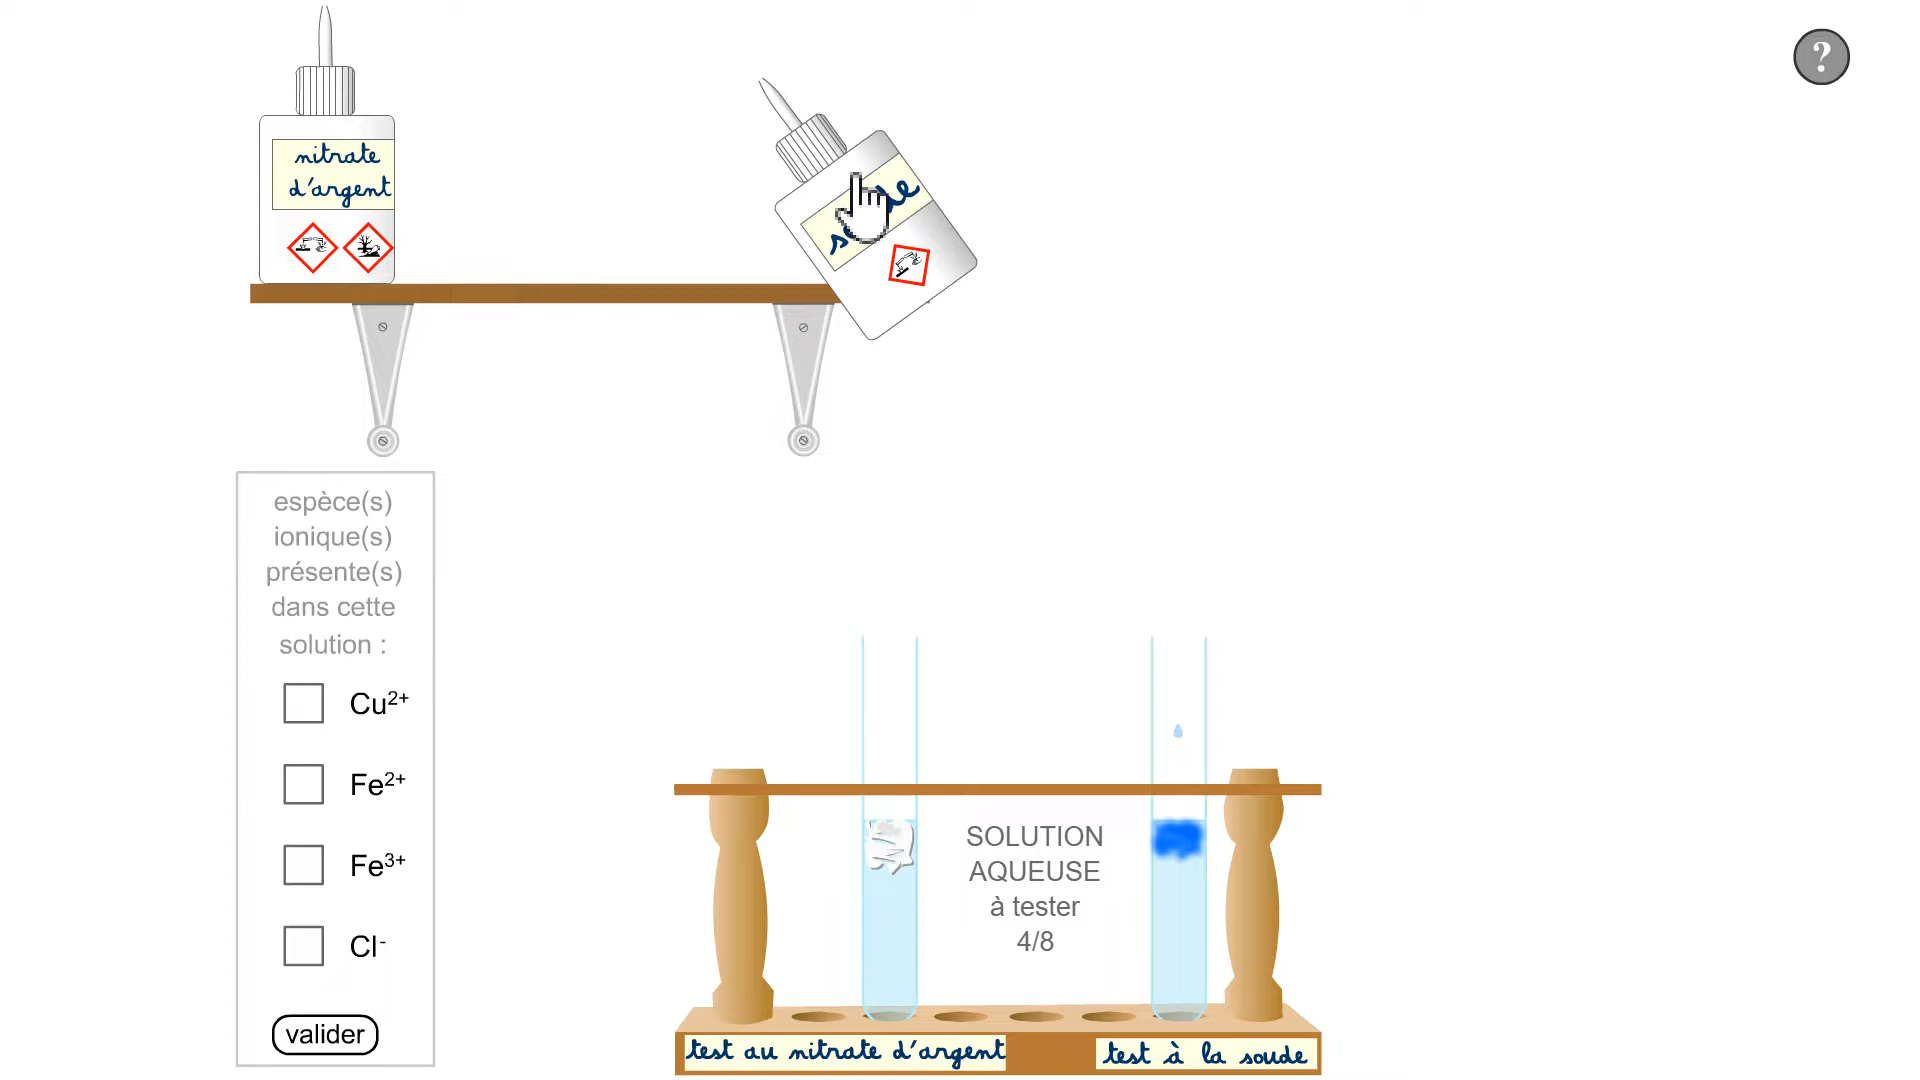 ?
nitrate
d'argent
espèce(s)
ionique(s)
présente(s)
dans cette
solution :
Cu²⁺
Fe²⁺
Fe³⁺
Cl⁻
valider
SOLUTION
AQUEUSE
à tester
4/8
test au nitrate d'argent
test à la soude